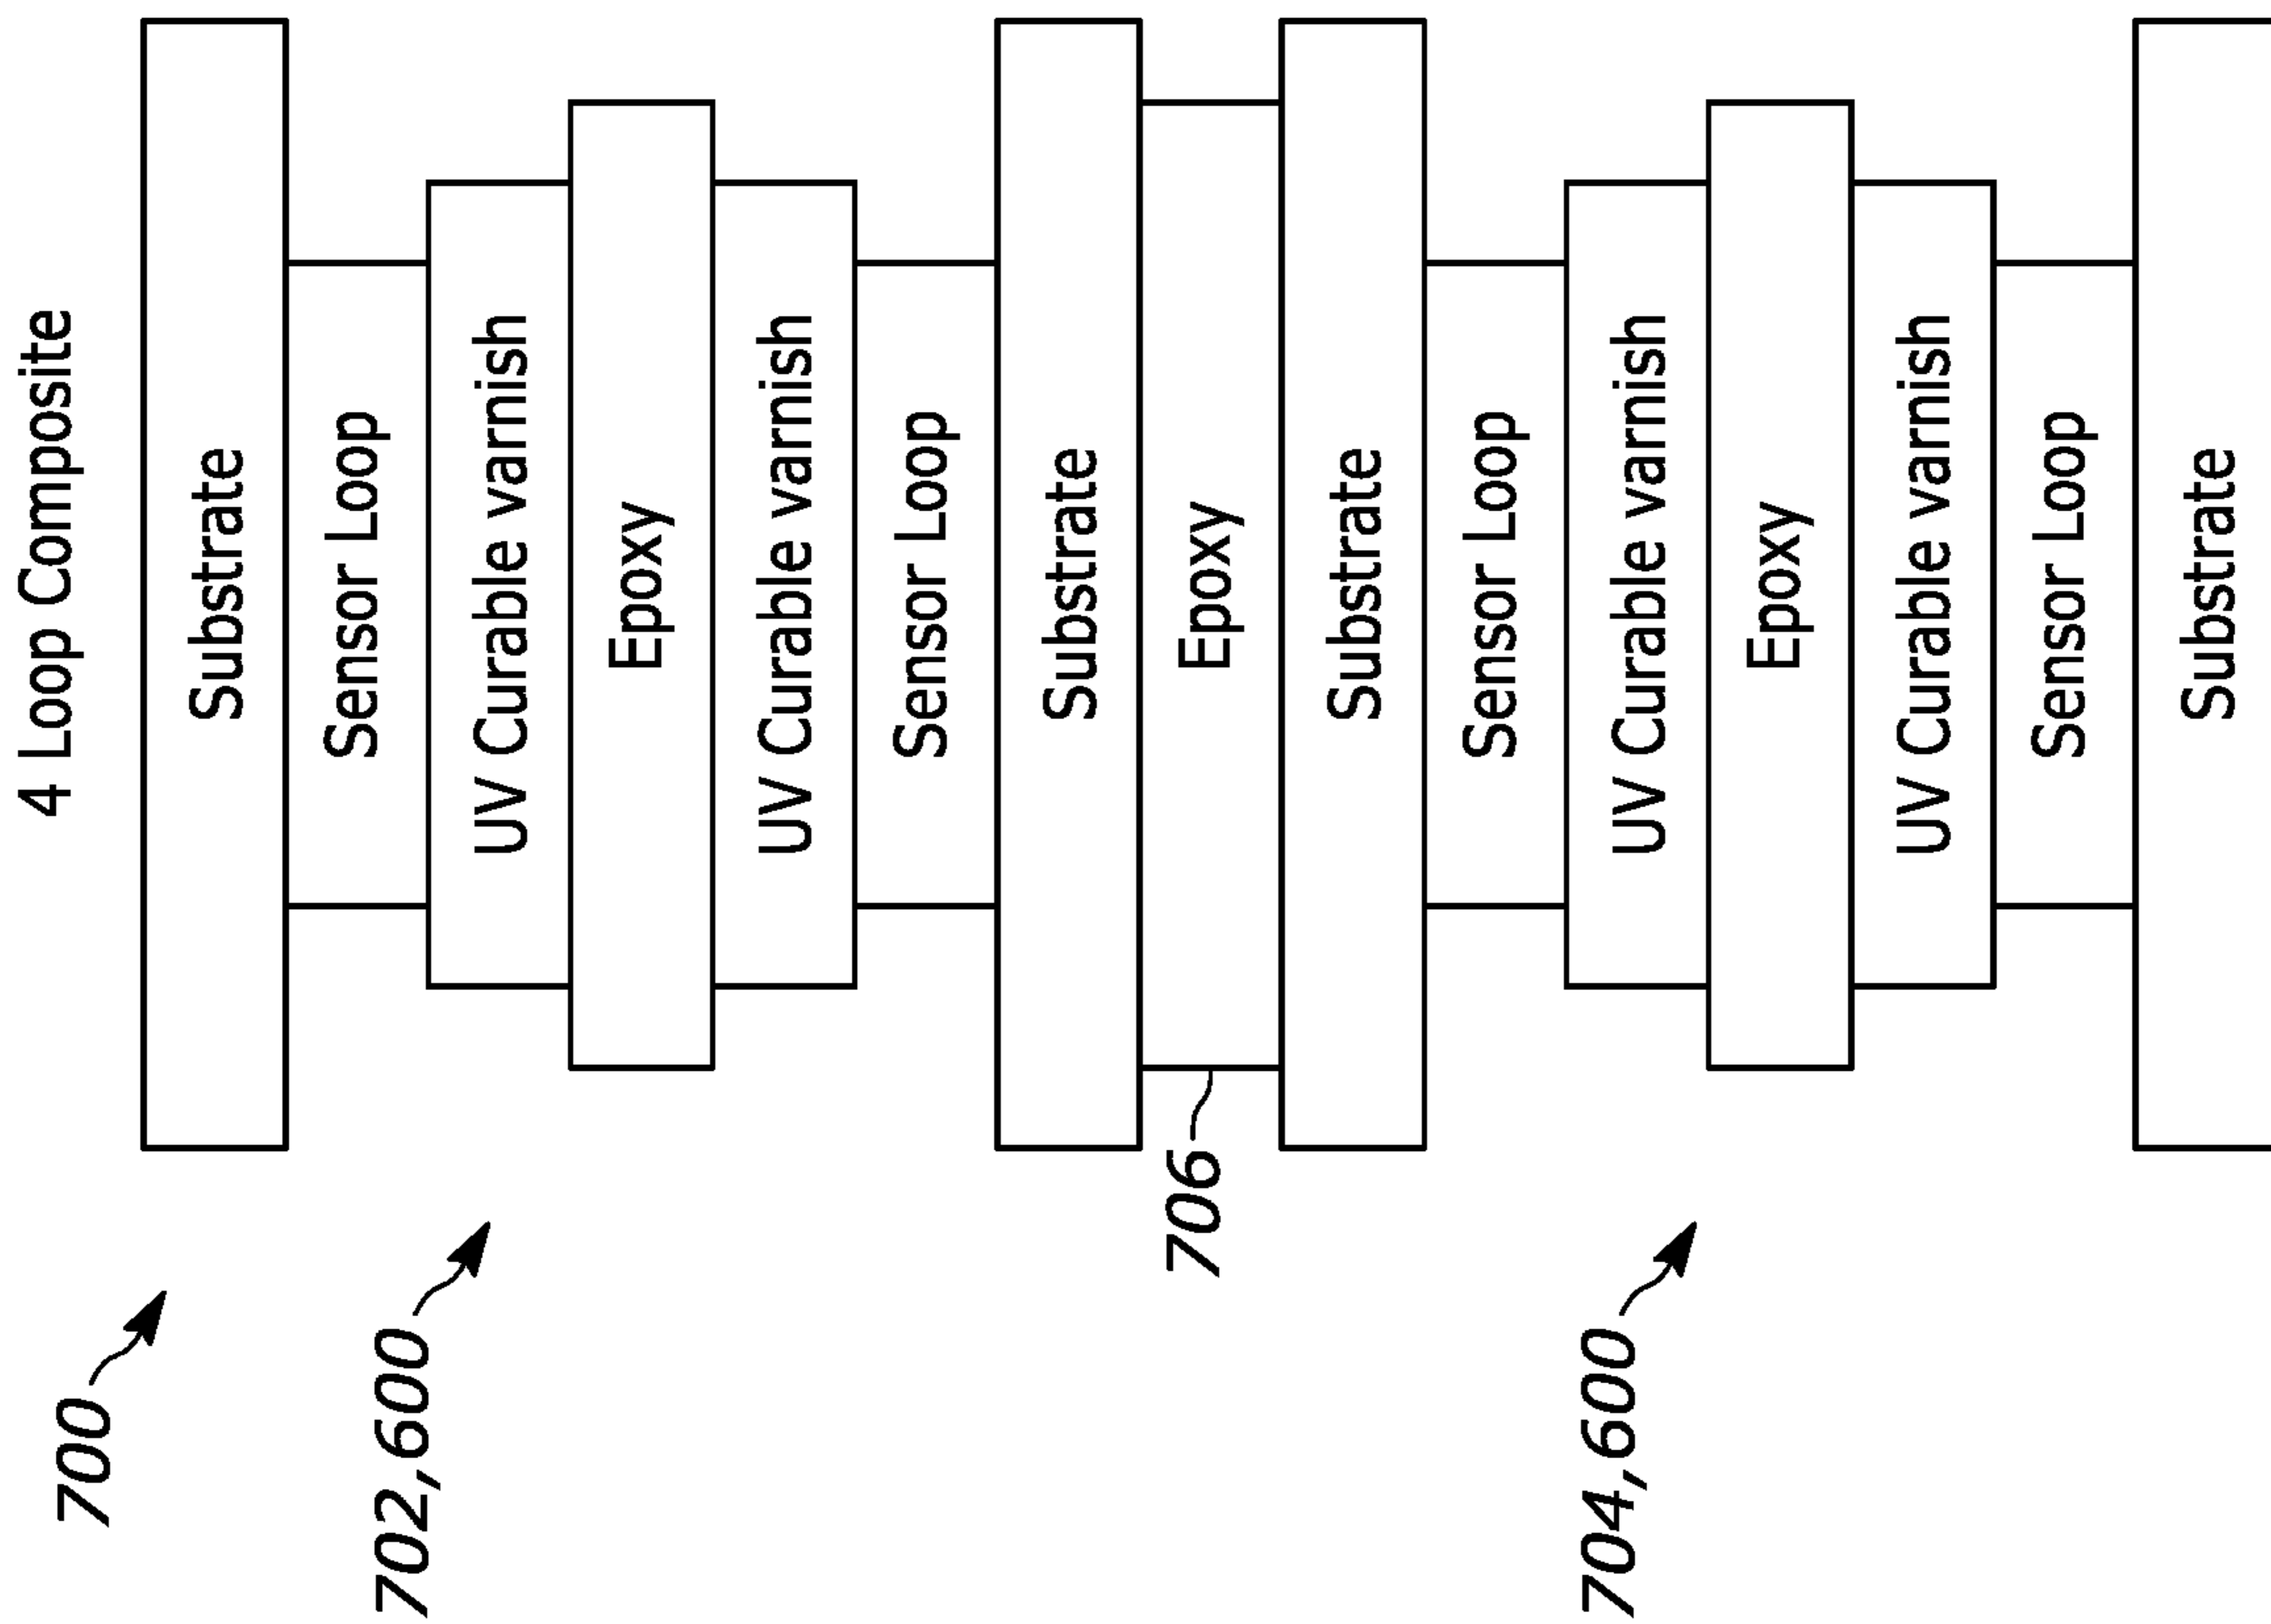 4 Loop Composite
700
Substrate
Sensor Loop
702,600
UV Curable varnish
Epoxy
UV Curable varnish
Sensor Loop
Substrate
Epoxy
706
Substrate
Sensor Loop
704,600
UV Curable varnish
Epoxy
UV Curable varnish
Sensor Loop
Substrate